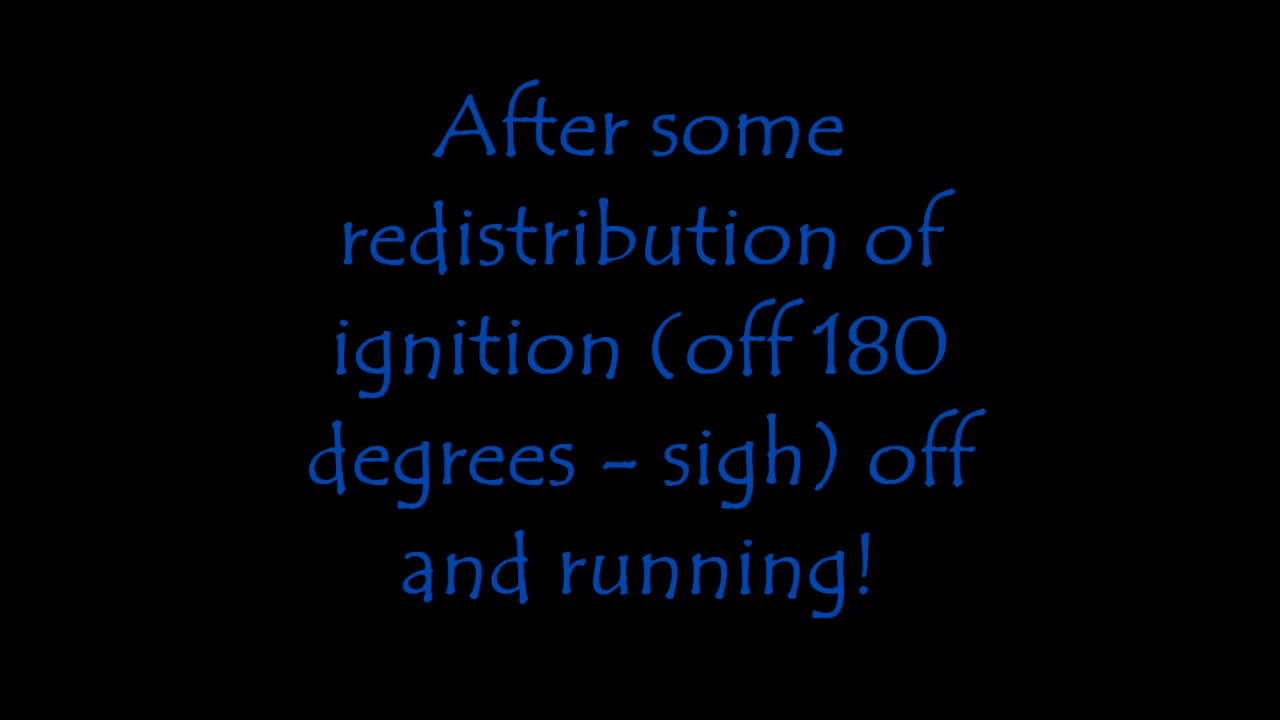 After some
redistribution of
ignition (off 180
degrees - sigh) off
and running!